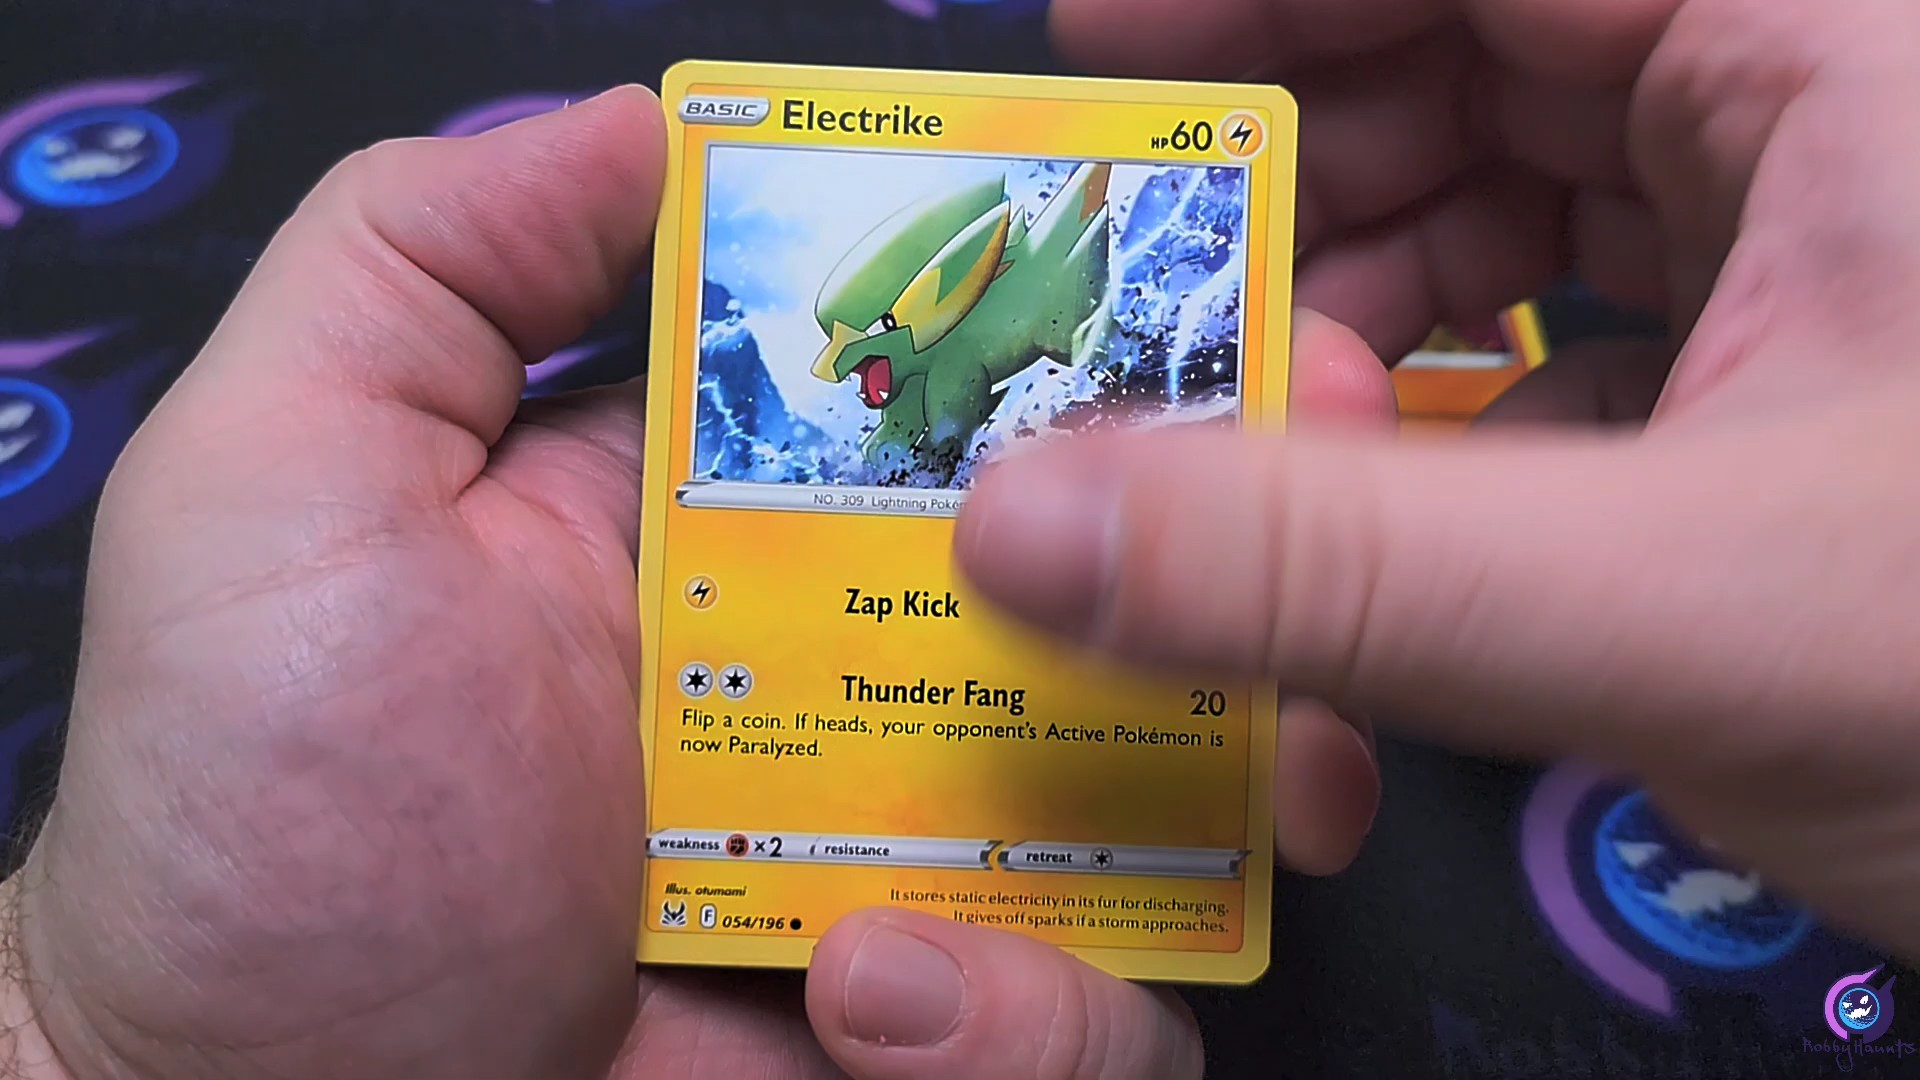 BASIC Electrike HP60
NO. 309 Lightning Poké
Zap Kick
Thunder Fang 20
Flip a coin. If heads, your opponent's Active Pokémon is
now Paralyzed.
weakness ×2 resistance retreat
Illus. otumami
It stores static electricity in its fur for discharging.
It gives off sparks if a storm approaches.
F 054/196
RobbyHaunts